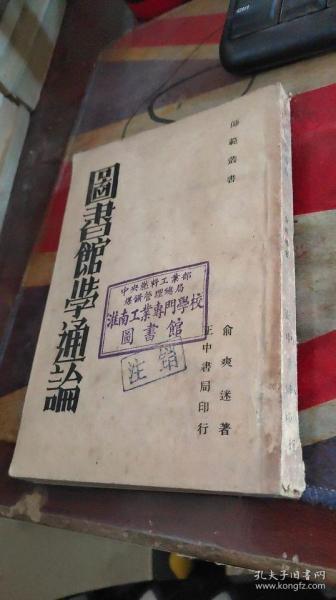 師範叢書
圖書館學通論
俞爽迷著
正中書局印行
中央燃料工業部
煤礦管理總局
淮南工業專門學校
圖書館
注銷
孔夫子旧书网